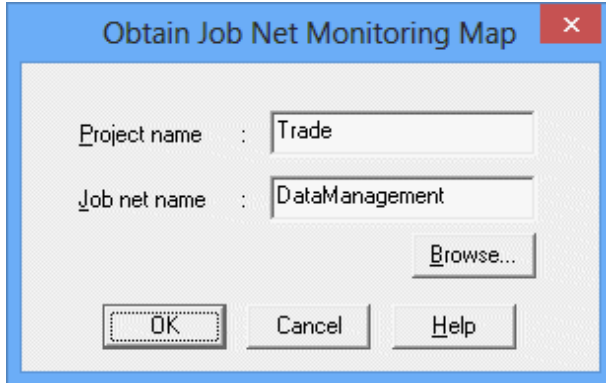 Obtain Job Net Monitoring Map
Project name : Trade
Job net name : DataManagement
Browse...
OK Cancel Help